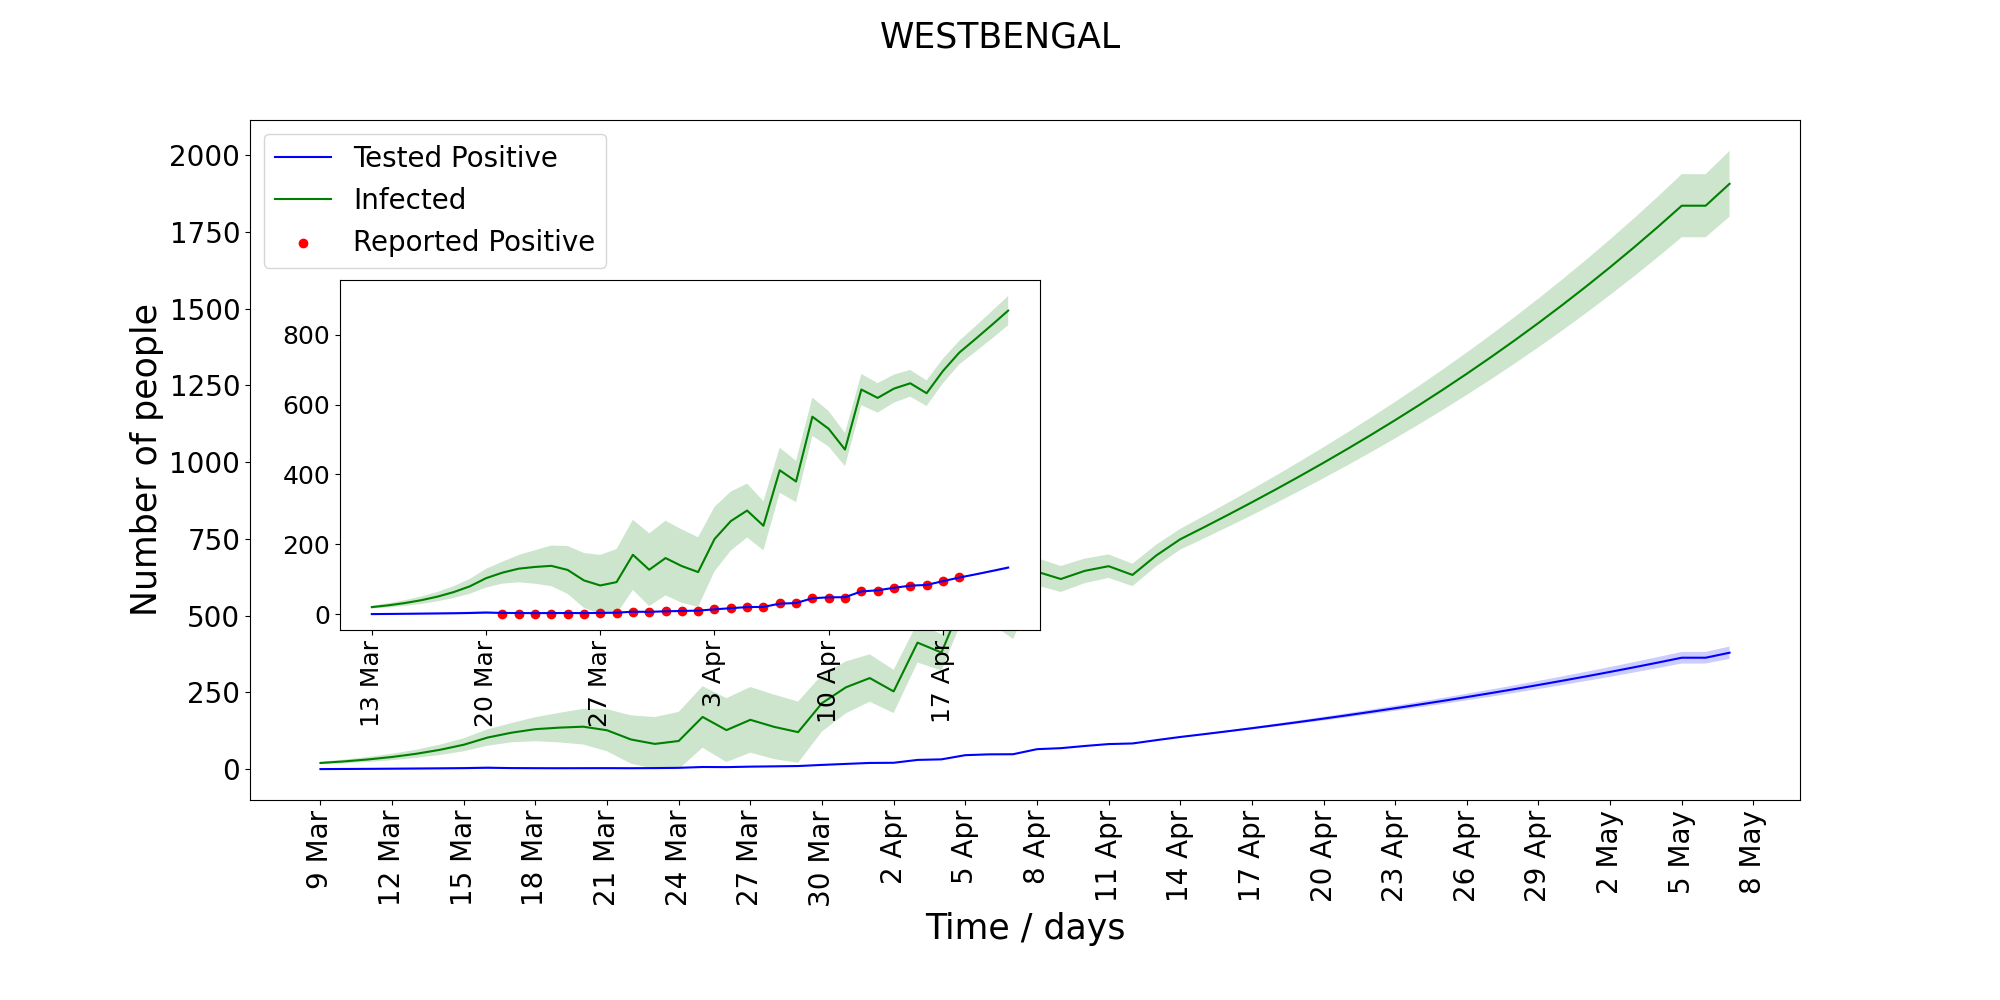 WESTBENGAL
Tested Positive
Infected
Reported Positive
Number of people
2000
1750
1500
1250
1000
750
500
250
0
800
600
400
200
0
13 Mar
20 Mar
27 Mar
3 Apr
10 Apr
17 Apr
9 Mar
12 Mar
15 Mar
18 Mar
21 Mar
24 Mar
27 Mar
30 Mar
2 Apr
5 Apr
8 Apr
11 Apr
14 Apr
17 Apr
20 Apr
23 Apr
26 Apr
29 Apr
2 May
5 May
8 May
Time / days